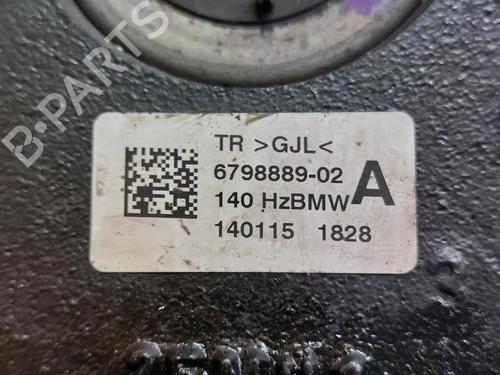 B-PARTS
TR >GJL<
6798889-02 A
140 HzBMW
140115 1828